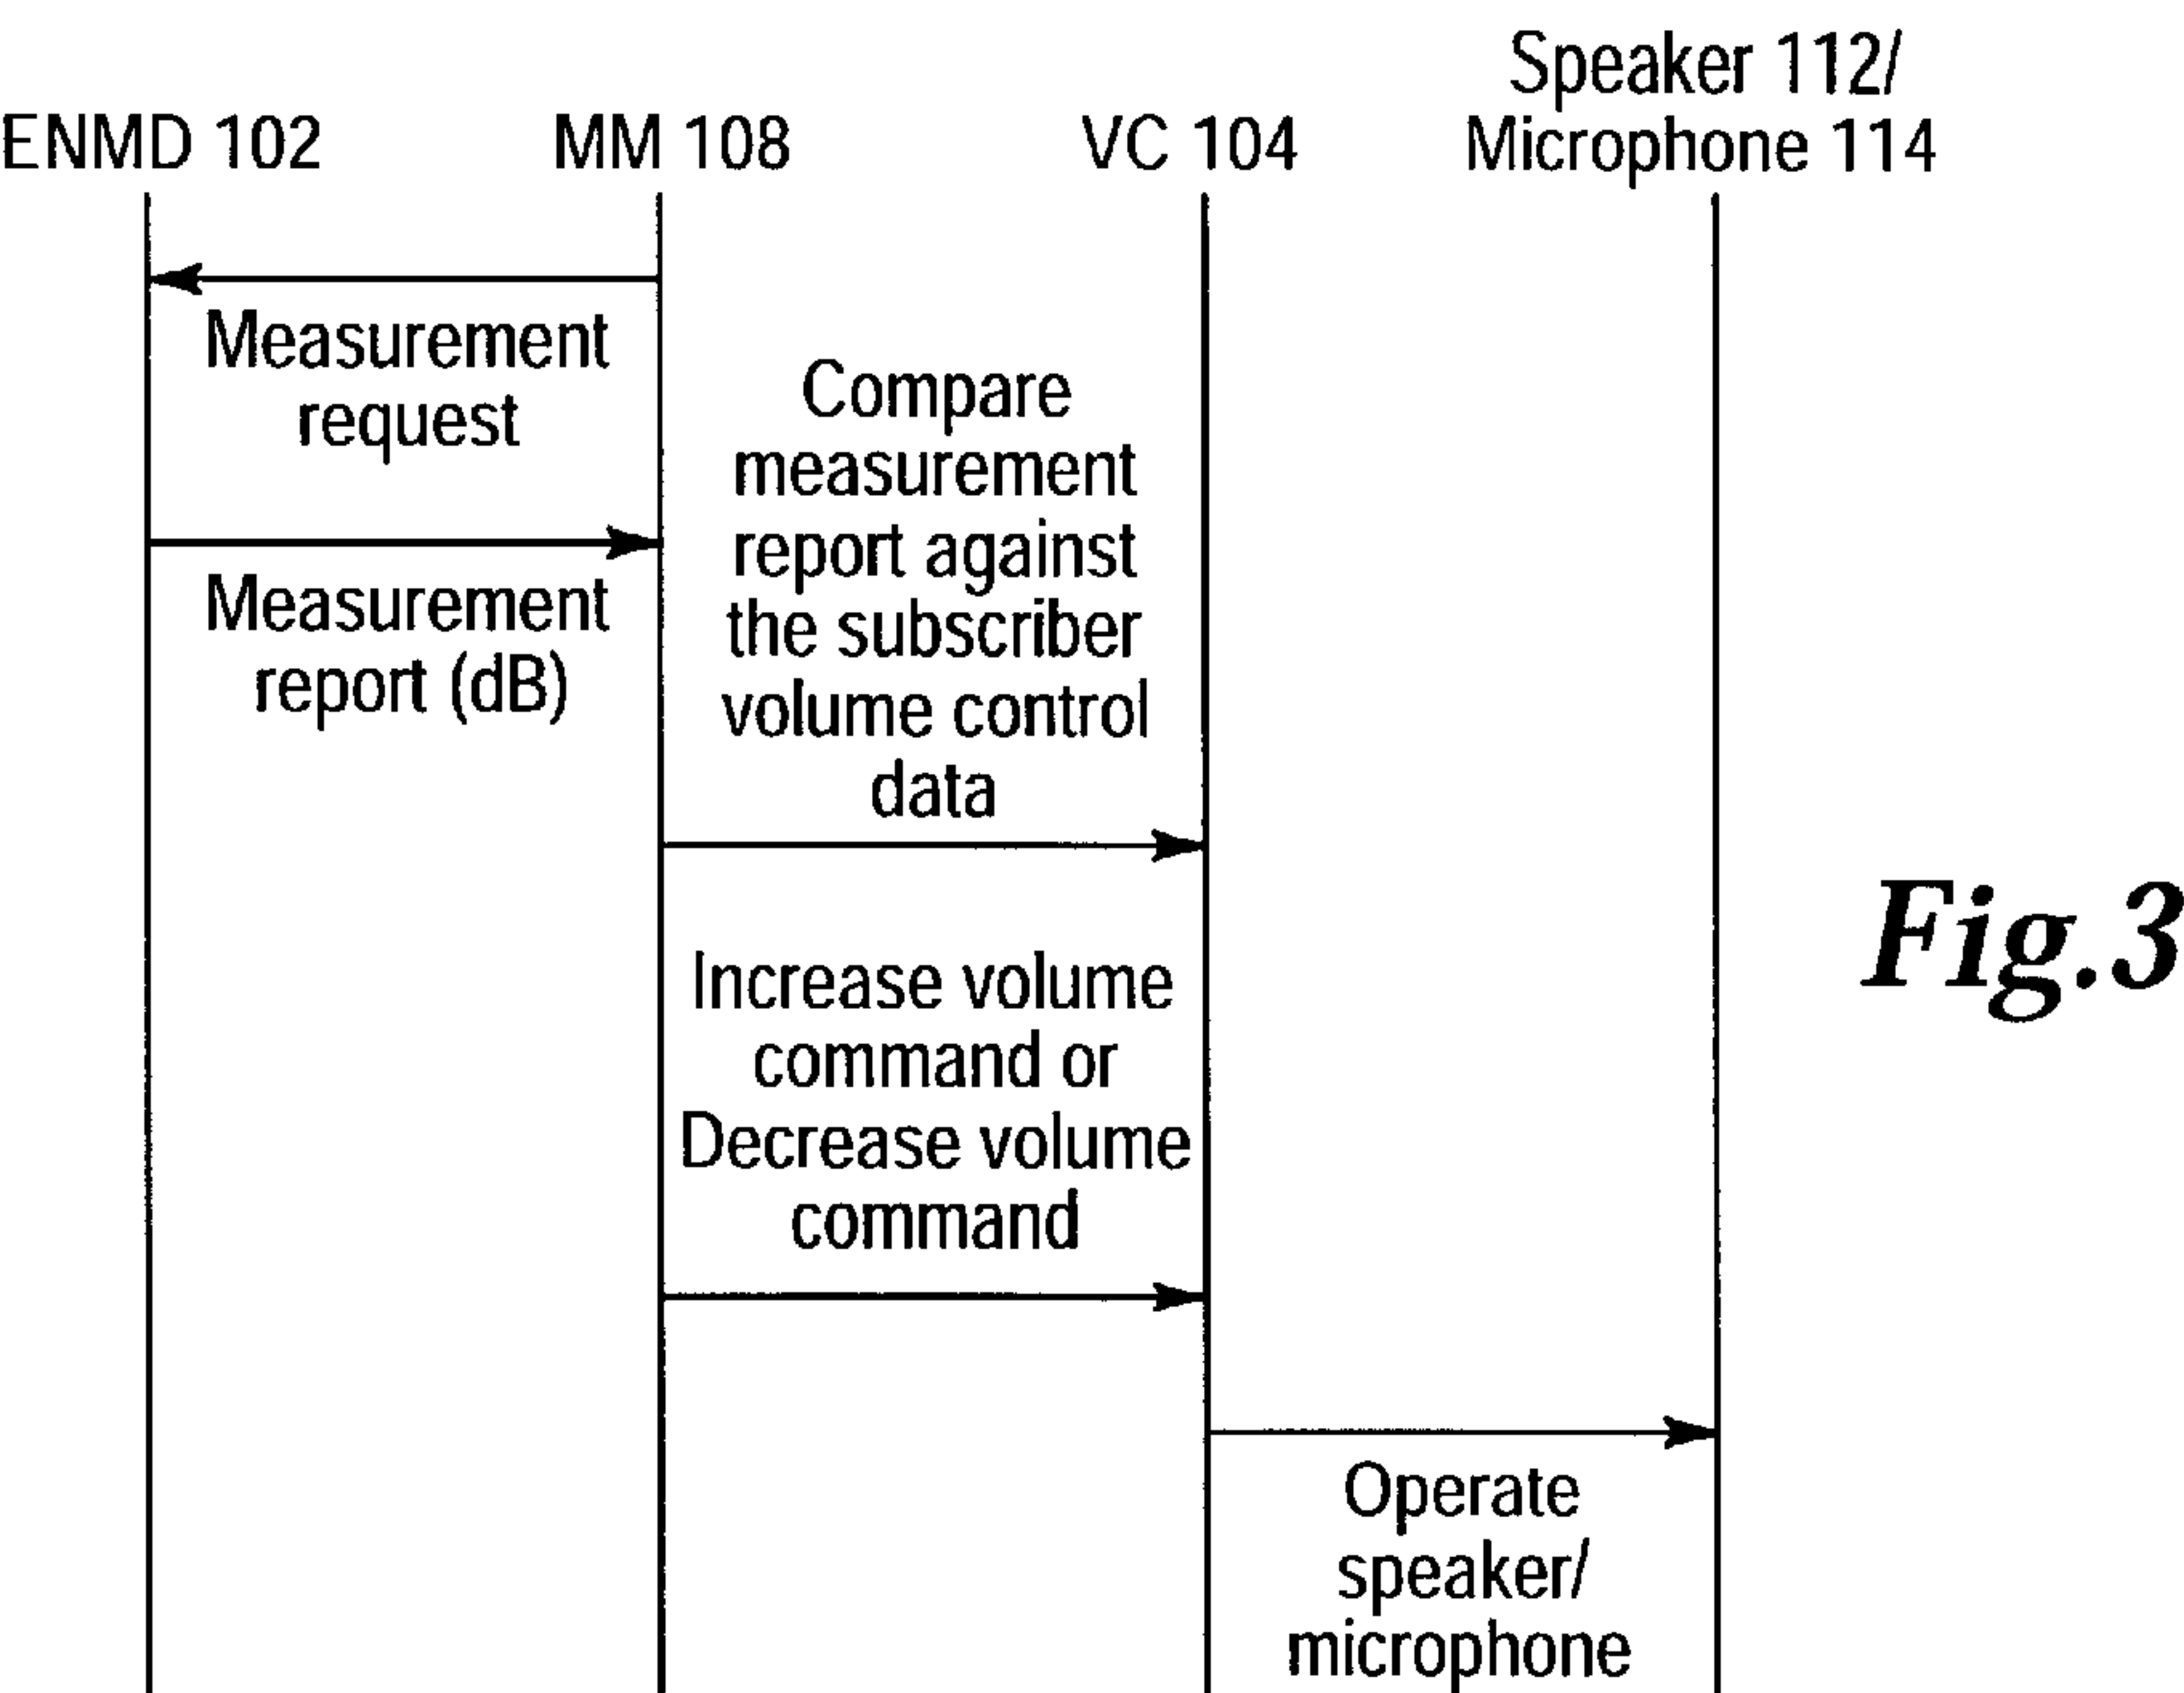 Speaker 112/
ENMD 102 MM 108 VC 104 Microphone 114
Measurement
request
Measurement
report (dB)
Compare
measurement
report against
the subscriber
volume control
data
Increase volume
command or
Decrease volume
command
Operate
speaker/
microphone
Fig.3